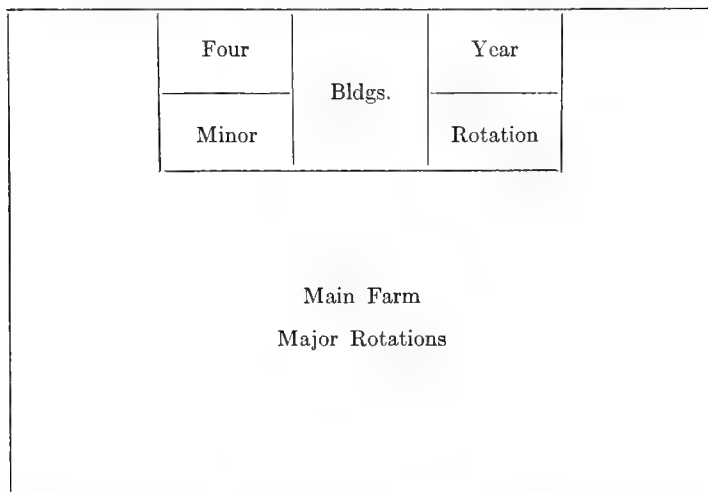 Four Year
Bldgs.
Minor Rotation
Main Farm
Major Rotations